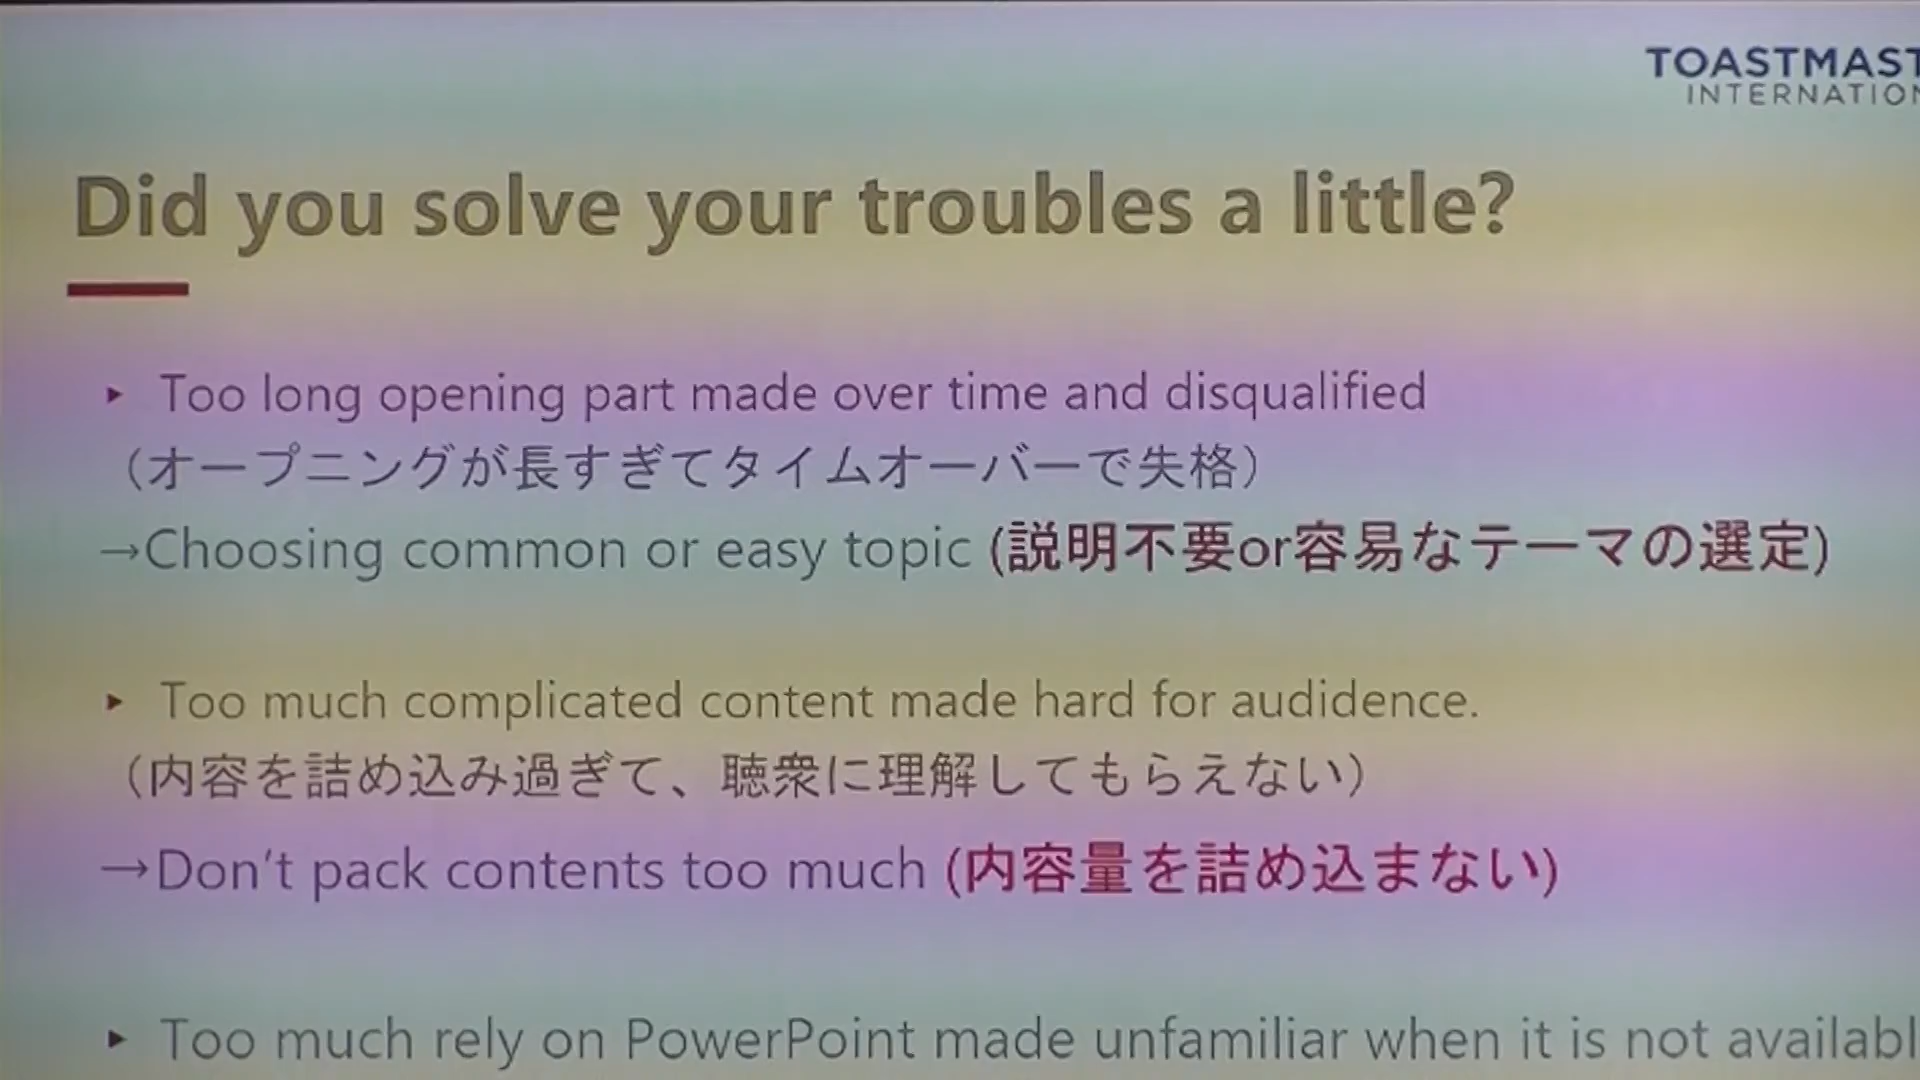 TOASTMAST
INTERNATION
Did you solve your troubles a little?
▸ Too long opening part made over time and disqualified
（オープニングが長すぎてタイムオーバーで失格）
→Choosing common or easy topic (説明不要or容易なテーマの選定)
▸ Too much complicated content made hard for audidence.
（内容を詰め込み過ぎて、聴衆に理解してもらえない）
→Don't pack contents too much (内容量を詰め込まない)
▸ Too much rely on PowerPoint made unfamiliar when it is not availabl